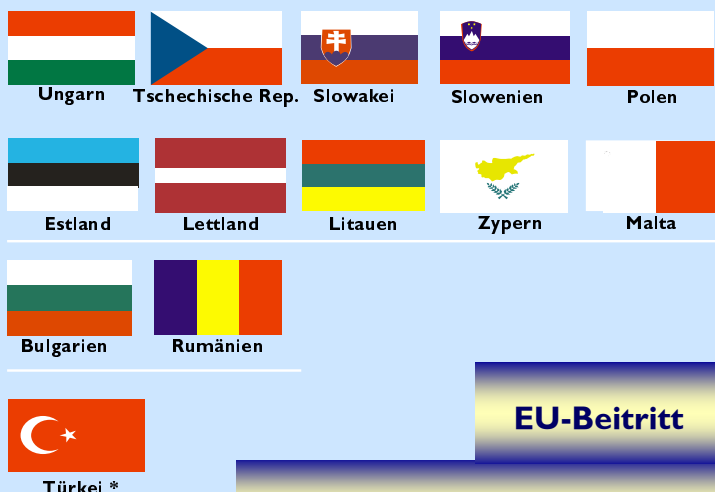 Ungarn Tschechische Rep. Slowakei Slowenien Polen
Estland Lettland Litauen Zypern Malta
Bulgarien Rumänien
EU-Beitritt
Türkei *